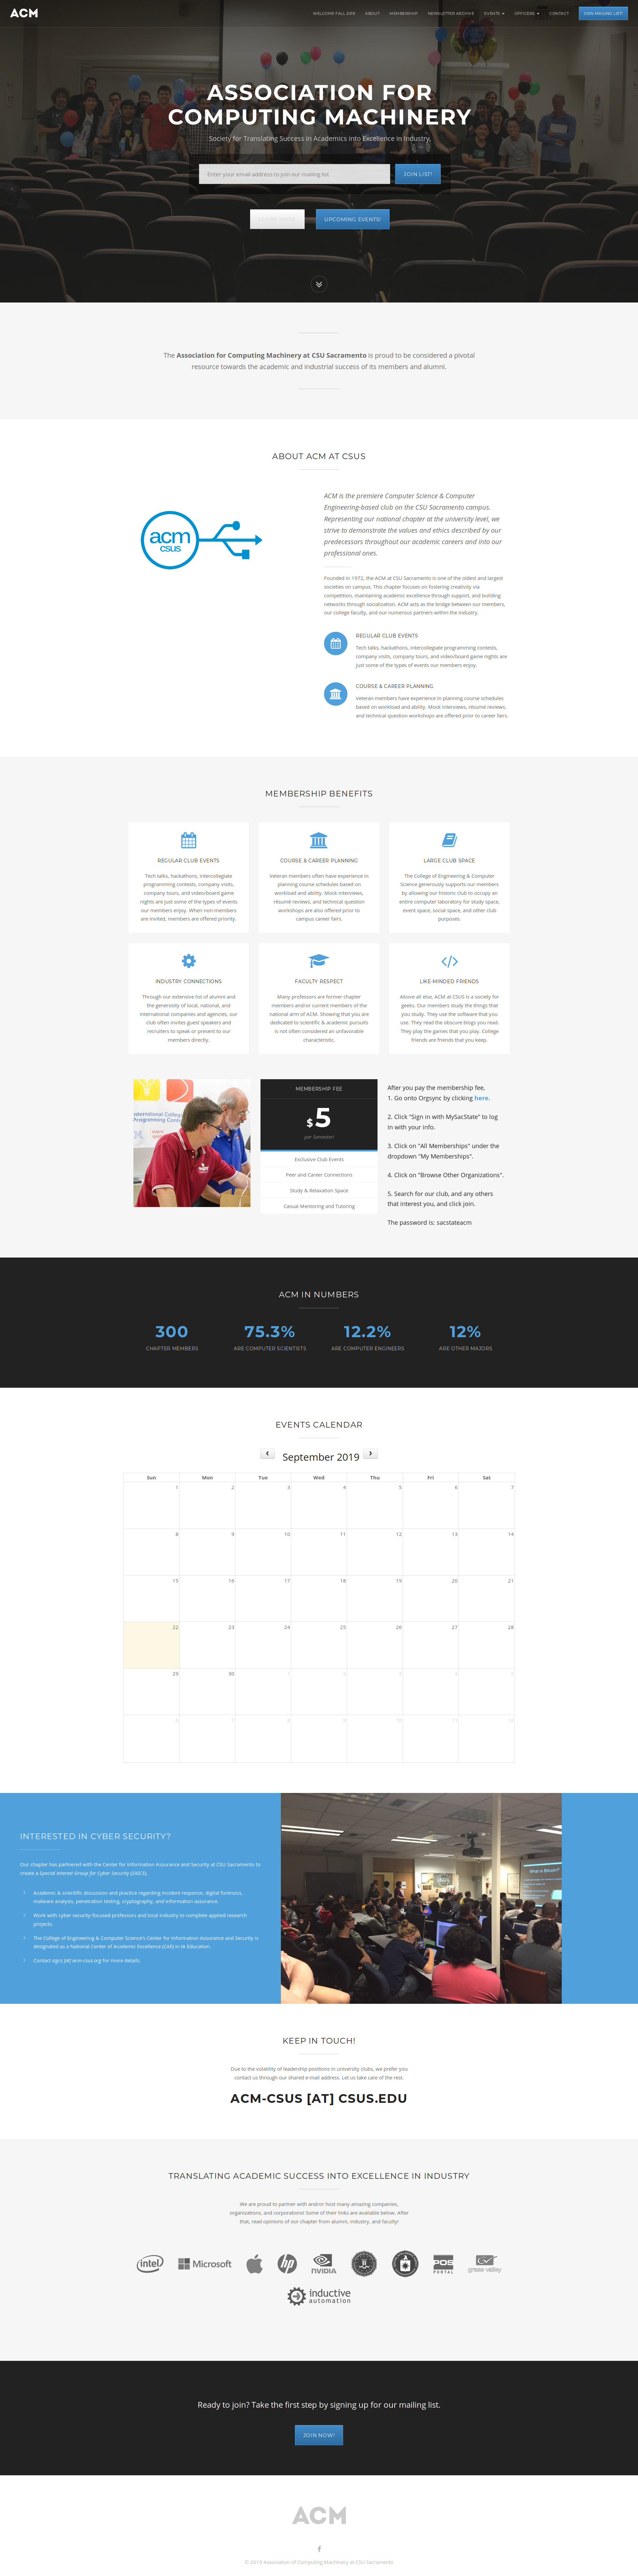 ACM
WELCOME FALL 2019 ABOUT MEMBERSHIP NEWSLETTER ARCHIVE EVENTS OFFICERS CONTACT JOIN MAILING LIST!
ASSOCIATION FOR
COMPUTING MACHINERY
Society for Translating Success in Academics into Excellence in Industry.
Enter your email address to join our mailing list
JOIN LIST!
UPCOMING EVENTS!
The Association for Computing Machinery at CSU Sacramento is proud to be considered a pivotal
resource towards the academic and industrial success of its members and alumni.
ABOUT ACM AT CSUS
acm
csus
ACM is the premiere Computer Science & Computer
Engineering-based club on the CSU Sacramento campus.
Representing our national chapter at the university level, we
strive to demonstrate the values and ethics described by our
predecessors throughout our academic careers and into our
professional ones.
Founded in 1972, the ACM at CSU Sacramento is one of the oldest and largest
societies on campus. This chapter focuses on fostering creativity via
competition, maintaining academic excellence through support, and building
networks through socialization. ACM acts as the bridge between our members,
our college faculty, and our numerous partners within the industry.
REGULAR CLUB EVENTS
Tech talks, hackathons, intercollegiate programming contests,
company visits, company tours, and video/board game nights are
just some of the types of events our members enjoy.
COURSE & CAREER PLANNING
Veteran members have experience in planning course schedules
based on workload and ability. Mock interviews, résumé reviews,
and technical question workshops are offered prior to career fairs.
MEMBERSHIP BENEFITS
REGULAR CLUB EVENTS
Tech talks, hackathons, intercollegiate
programming contests, company visits,
company tours, and video/board game
nights are just some of the types of events
our members enjoy. When non-members
are invited, members are offered priority.
COURSE & CAREER PLANNING
Veteran members often have experience in
planning course schedules based on
workload and ability. Mock interviews,
résumé reviews, and technical question
workshops are also offered prior to
campus career fairs.
LARGE CLUB SPACE
The College of Engineering & Computer
Science generously supports our members
by allowing our historic club to occupy an
entire computer laboratory for study space,
event space, social space, and other club
purposes.
INDUSTRY CONNECTIONS
Through our extensive list of alumni and
the generosity of local, national, and
international companies and agencies, our
club often invites guest speakers and
recruiters to speak or present to our
members directly.
FACULTY RESPECT
Many professors are former chapter
members and/or current members of the
national arm of ACM. Showing that you are
dedicated to scientific & academic pursuits
is not often considered an unfavorable
characteristic.
LIKE-MINDED FRIENDS
Above all else, ACM at CSUS is a society for
geeks. Our members study the things that
you study. They use the software that you
use. They read the obscure blogs you read.
They play the games that you play. College
friends are friends that you keep.
International College
MEMBERSHIP FEE
$5
per Semester!
Exclusive Club Events
Peer and Career Connections
Study & Relaxation Space
Casual Mentoring and Tutoring
After you pay the membership fee,
1. Go onto Orgsync by clicking here.
2. Click "Sign in with MySacState" to log
in with your info.
3. Click on "All Memberships" under the
dropdown "My Memberships".
4. Click on "Browse Other Organizations".
5. Search for our club, and any others
that interest you, and click join.
The password is: sacstateacm
ACM IN NUMBERS
300 75.3% 12.2% 12%
CHAPTER MEMBERS ARE COMPUTER SCIENTISTS ARE COMPUTER ENGINEERS ARE OTHER MAJORS
EVENTS CALENDAR
September 2019
Sun Mon Tue Wed Thu Fri Sat
1 2 3 4 5 6 7
8 9 10 11 12 13 14
15 16 17 18 19 20 21
22 23 24 25 26 27 28
29 30 1 2 3 4 5
6 7 8 9 10 11 12
INTERESTED IN CYBER SECURITY?
Our chapter has partnered with the Center for Information Assurance and Security at CSU Sacramento to
create a Special Interest Group for Cyber Security (SIGCS).
Academic & scientific discussion and practice regarding incident response, digital forensics,
malware analysis, penetration testing, cryptography, and information assurance.
Work with cyber security-focused professors and local industry to complete applied research
projects.
The College of Engineering & Computer Science's Center for Information Assurance and Security is
designated as a National Center of Academic Excellence (CAE) in IA Education.
Contact sigcs [at] acm-csus.org for more details.
What is Bitcoin?
KEEP IN TOUCH!
Due to the volatility of leadership positions in university clubs, we prefer you
contact us through our shared e-mail address. Let us take care of the rest.
ACM-CSUS [AT] CSUS.EDU
TRANSLATING ACADEMIC SUCCESS INTO EXCELLENCE IN INDUSTRY
We are proud to partner with and/or host many amazing companies,
organizations, and corporations! Some of their links are available below. After
that, read opinions of our chapter from alumni, industry, and faculty!
intel Microsoft hp NVIDIA POS PORTAL GV grass valley
inductive
automation
Ready to join? Take the first step by signing up for our mailing list.
JOIN NOW!
ACM
© 2019 Association of Computing Machinery at CSU Sacramento